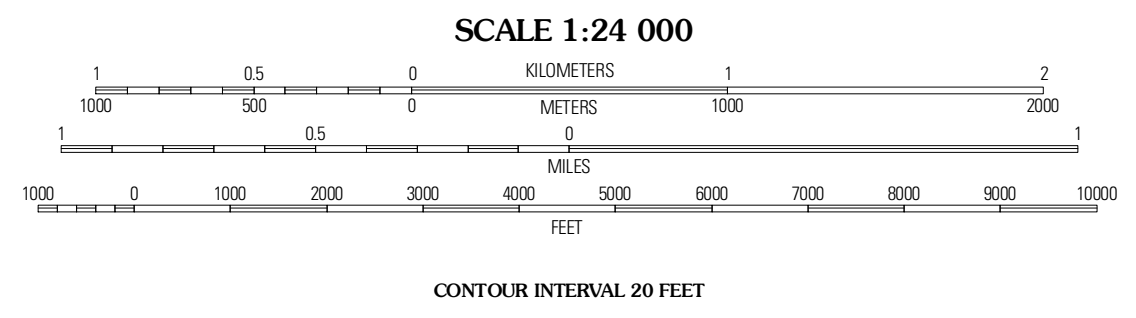 SCALE 1:24 000
1 0.5 0 KILOMETERS 1 2
1000 500 0 METERS 1000 2000
1 0.5 0 1
MILES
1000 0 1000 2000 3000 4000 5000 6000 7000 8000 9000 10000
FEET
CONTOUR INTERVAL 20 FEET